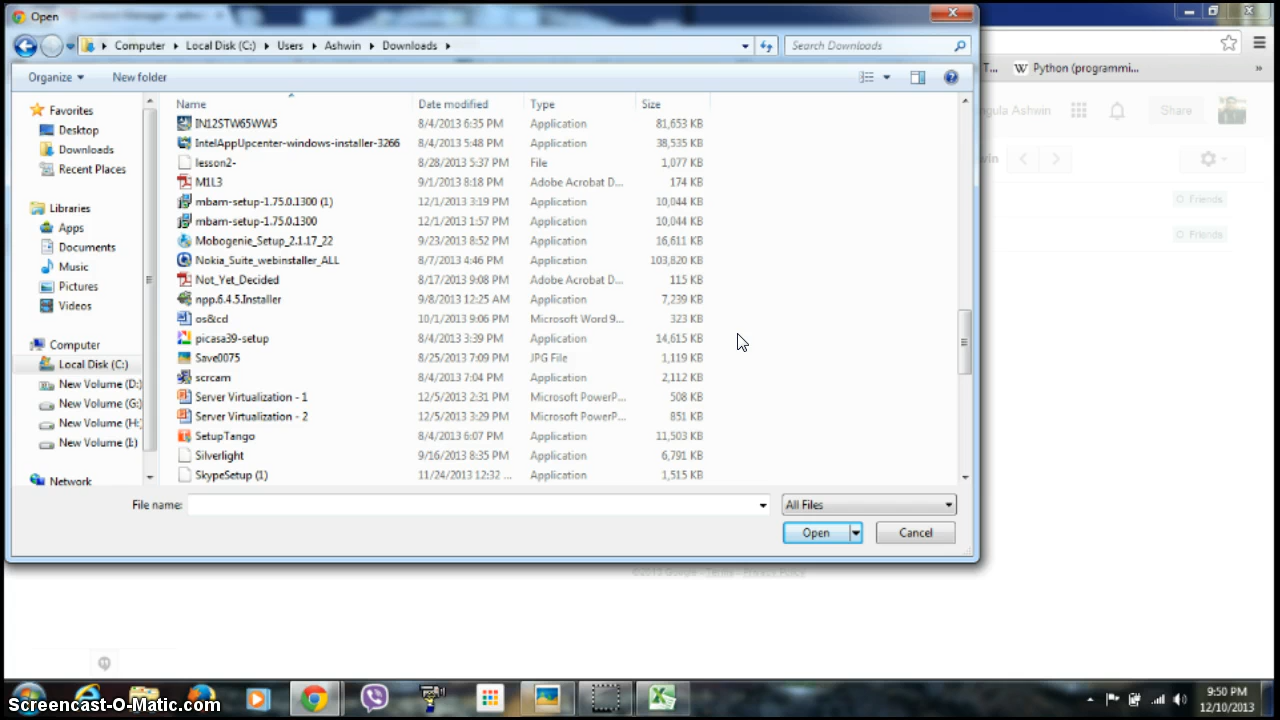 Open
Computer Local Disk (C:) Users Ashwin Downloads
Search Downloads
Organize New folder
T... Python (programmi... »
ngula Ashwin Share
Favorites
Desktop
Downloads
Recent Places
Libraries
Apps
Documents
Music
Pictures
Videos
Computer
Local Disk (C:)
New Volume (D:)
New Volume (G:)
New Volume (H:)
New Volume (I:)
Network
Name Date modified Type Size
IN12STW65WW5 8/4/2013 6:35 PM Application 81,653 KB
IntelAppUpcenter-windows-installer-3266 8/4/2013 5:48 PM Application 38,535 KB
lesson2- 8/28/2013 5:37 PM File 1,077 KB
M1L3 9/1/2013 8:18 PM Adobe Acrobat D... 174 KB
mbam-setup-1.75.0.1300 (1) 12/1/2013 3:19 PM Application 10,044 KB
mbam-setup-1.75.0.1300 12/1/2013 1:57 PM Application 10,044 KB
Mobogenie_Setup_2.1.17_22 9/23/2013 8:52 PM Application 16,611 KB
Nokia_Suite_webinstaller_ALL 8/7/2013 4:46 PM Application 103,820 KB
Not_Yet_Decided 8/17/2013 9:08 PM Adobe Acrobat D... 115 KB
npp.6.4.5.Installer 9/8/2013 12:25 AM Application 7,239 KB
os&cd 10/1/2013 9:06 PM Microsoft Word 9... 323 KB
picasa39-setup 8/4/2013 3:39 PM Application 14,615 KB
Save0075 8/25/2013 7:09 PM JPG File 1,119 KB
scrcam 8/4/2013 7:04 PM Application 2,112 KB
Server Virtualization - 1 12/5/2013 2:31 PM Microsoft PowerP... 508 KB
Server Virtualization - 2 12/5/2013 3:29 PM Microsoft PowerP... 851 KB
SetupTango 8/4/2013 6:07 PM Application 11,503 KB
Silverlight 9/16/2013 8:35 PM Application 6,791 KB
SkypeSetup (1) 11/24/2013 12:32 ... Application 1,515 KB
win
0 Friends
0 Friends
File name: All Files
Open Cancel
©2013 Google - Terms - Privacy Policy
Screencast-O-Matic.com
9:50 PM
12/10/2013